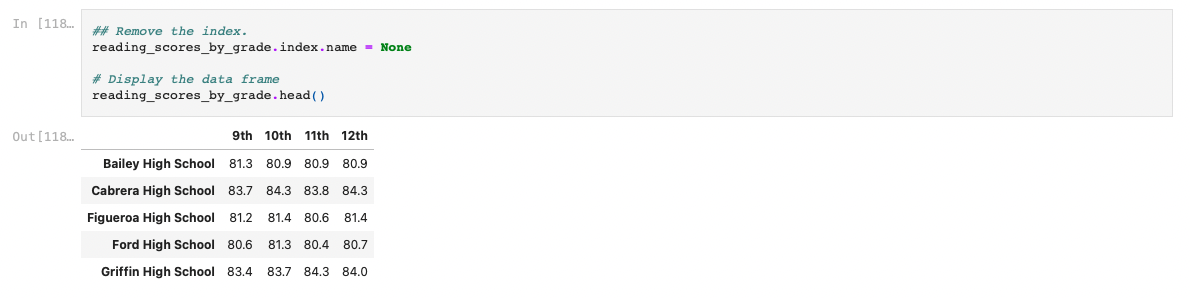 In [118…
## Remove the index.
reading_scores_by_grade.index.name = None
# Display the data frame
reading_scores_by_grade.head()
Out[118…
9th 10th 11th 12th
Bailey High School 81.3 80.9 80.9 80.9
Cabrera High School 83.7 84.3 83.8 84.3
Figueroa High School 81.2 81.4 80.6 81.4
Ford High School 80.6 81.3 80.4 80.7
Griffin High School 83.4 83.7 84.3 84.0